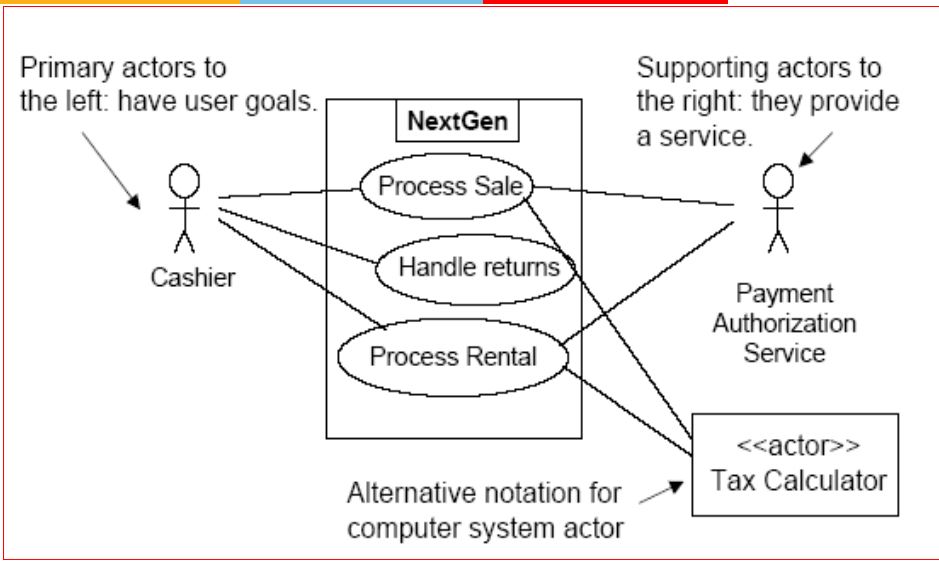 Primary actors to
the left: have user goals.
Supporting actors to
the right: they provide
a service.
NextGen
Process Sale
Handle returns
Process Rental
Cashier
Payment
Authorization
Service
<<actor>>
Tax Calculator
Alternative notation for
computer system actor